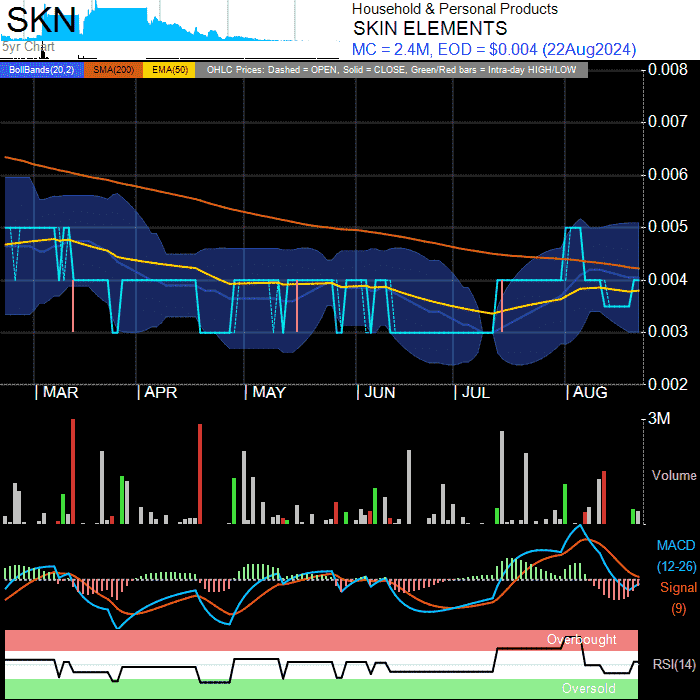 SKN
5yr Chart
Household & Personal Products
SKIN ELEMENTS
MC = 2.4M, EOD = $0.004 (22Aug2024)
BollBands(20,2) SMA(200) EMA(50) OHLC Prices: Dashed = OPEN, Solid = CLOSE, Green/Red bars = Intra-day HIGH/LOW
0.008
0.007
0.006
0.005
0.004
0.003
0.002
| MAR | APR | MAY | JUN | JUL | AUG
3M
Volume
MACD
(12-26)
Signal
(9)
Overbought
RSI(14)
Oversold